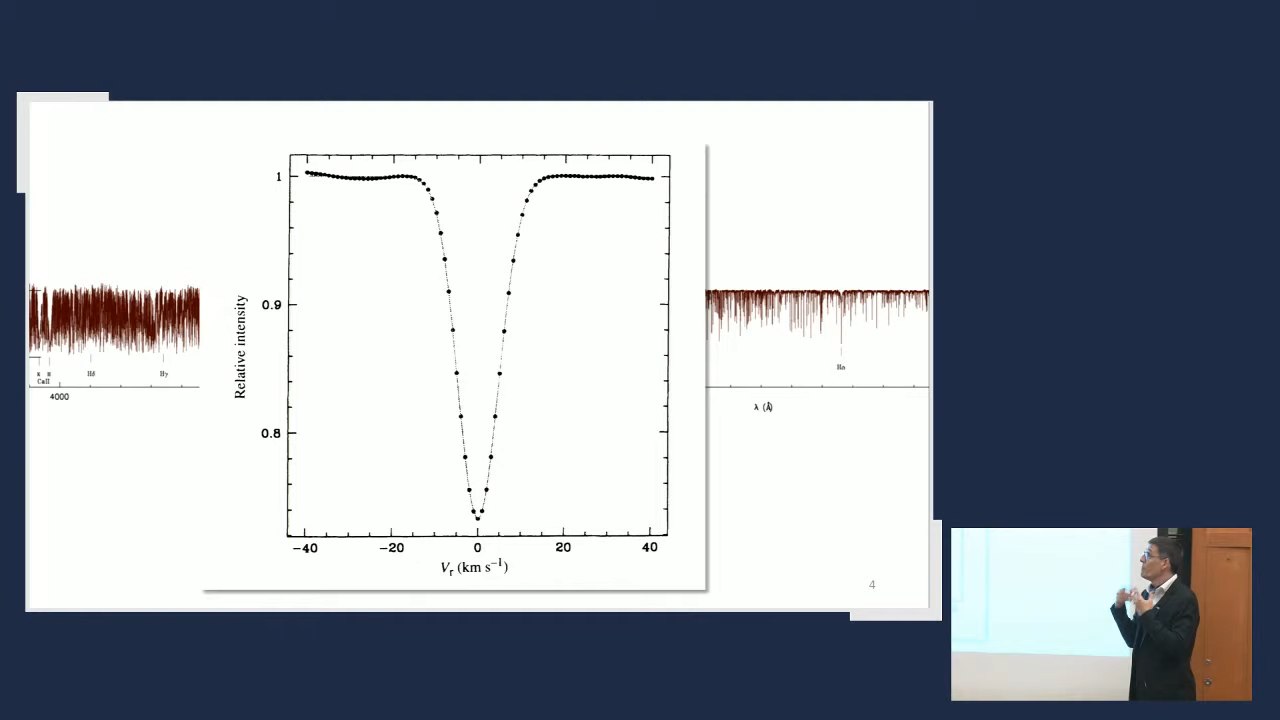 1
0.9
0.8
Relative intensity
−40 −20 0 20 40
Vr (km s−1)
K H Hδ Hγ
CaII
4000
Hα
λ (Å)
4